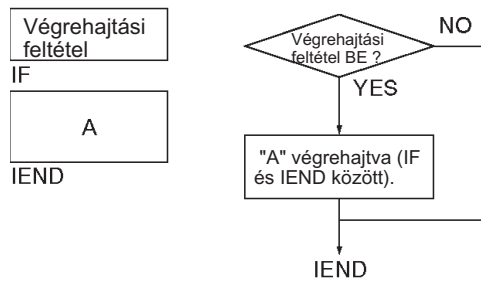 Végrehajtási
feltétel
IF
A
IEND
Végrehajtási
feltétel BE ?
NO
YES
"A" végrehajtva (IF
és IEND között).
IEND